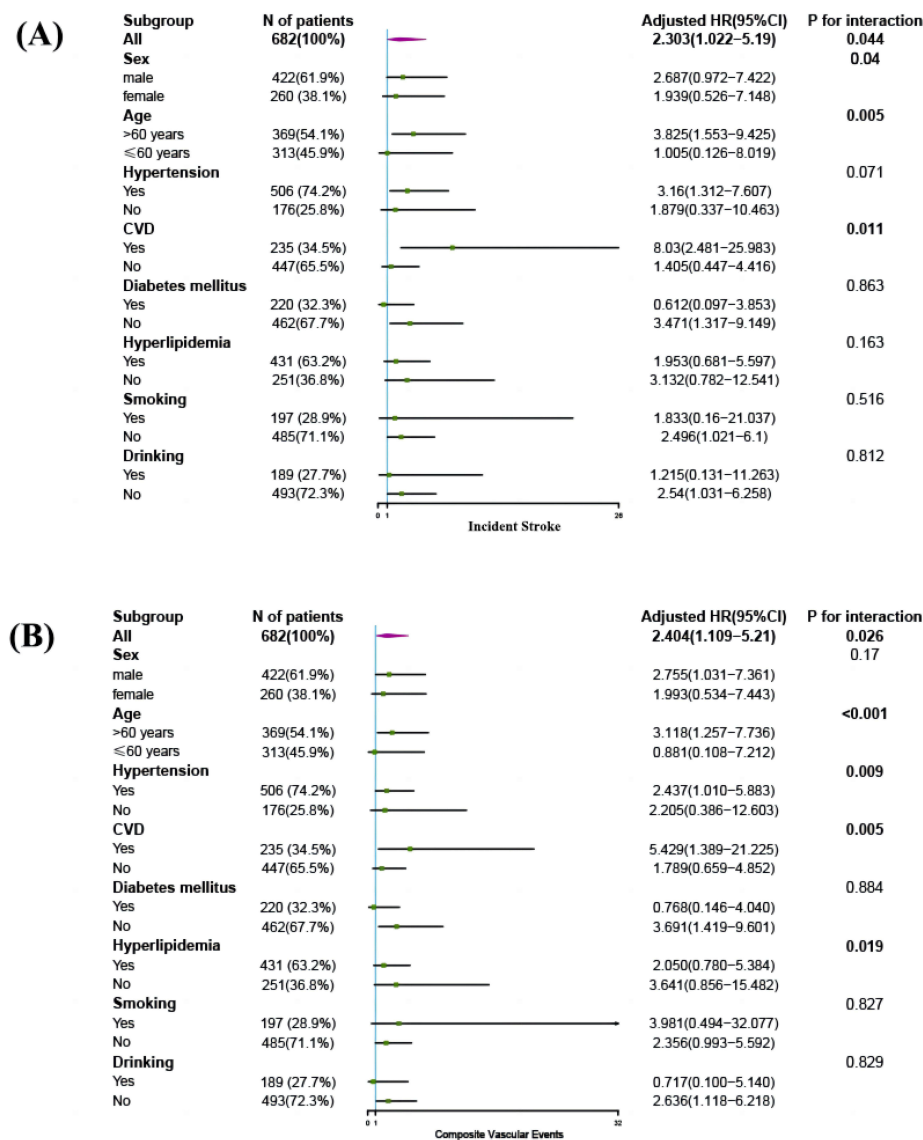 (A)
Subgroup N of patients Adjusted HR(95%CI) P for interaction
All 682(100%) 2.303(1.022−5.19) 0.044
Sex 0.04
male 422(61.9%) 2.687(0.972−7.422)
female 260 (38.1%) 1.939(0.526−7.148)
Age 0.005
>60 years 369(54.1%) 3.825(1.553−9.425)
≤60 years 313(45.9%) 1.005(0.126−8.019)
Hypertension 0.071
Yes 506 (74.2%) 3.16(1.312−7.607)
No 176(25.8%) 1.879(0.337−10.463)
CVD 0.011
Yes 235 (34.5%) 8.03(2.481−25.983)
No 447(65.5%) 1.405(0.447−4.416)
Diabetes mellitus 0.863
Yes 220 (32.3%) 0.612(0.097−3.853)
No 462(67.7%) 3.471(1.317−9.149)
Hyperlipidemia 0.163
Yes 431 (63.2%) 1.953(0.681−5.597)
No 251(36.8%) 3.132(0.782−12.541)
Smoking 0.516
Yes 197 (28.9%) 1.833(0.16−21.037)
No 485(71.1%) 2.496(1.021−6.1)
Drinking 0.812
Yes 189 (27.7%) 1.215(0.131−11.263)
No 493(72.3%) 2.54(1.031−6.258)
0 1 26
Incident Stroke
(B)
Subgroup N of patients Adjusted HR(95%CI) P for interaction
All 682(100%) 2.404(1.109−5.21) 0.026
Sex 0.17
male 422(61.9%) 2.755(1.031−7.361)
female 260 (38.1%) 1.993(0.534−7.443)
Age <0.001
>60 years 369(54.1%) 3.118(1.257−7.736)
≤60 years 313(45.9%) 0.881(0.108−7.212)
Hypertension 0.009
Yes 506 (74.2%) 2.437(1.010−5.883)
No 176(25.8%) 2.205(0.386−12.603)
CVD 0.005
Yes 235 (34.5%) 5.429(1.389−21.225)
No 447(65.5%) 1.789(0.659−4.852)
Diabetes mellitus 0.884
Yes 220 (32.3%) 0.768(0.146−4.040)
No 462(67.7%) 3.691(1.419−9.601)
Hyperlipidemia 0.019
Yes 431 (63.2%) 2.050(0.780−5.384)
No 251(36.8%) 3.641(0.856−15.482)
Smoking 0.827
Yes 197 (28.9%) 3.981(0.494−32.077)
No 485(71.1%) 2.356(0.993−5.592)
Drinking 0.829
Yes 189 (27.7%) 0.717(0.100−5.140)
No 493(72.3%) 2.636(1.118−6.218)
0 1 32
Composite Vascular Events